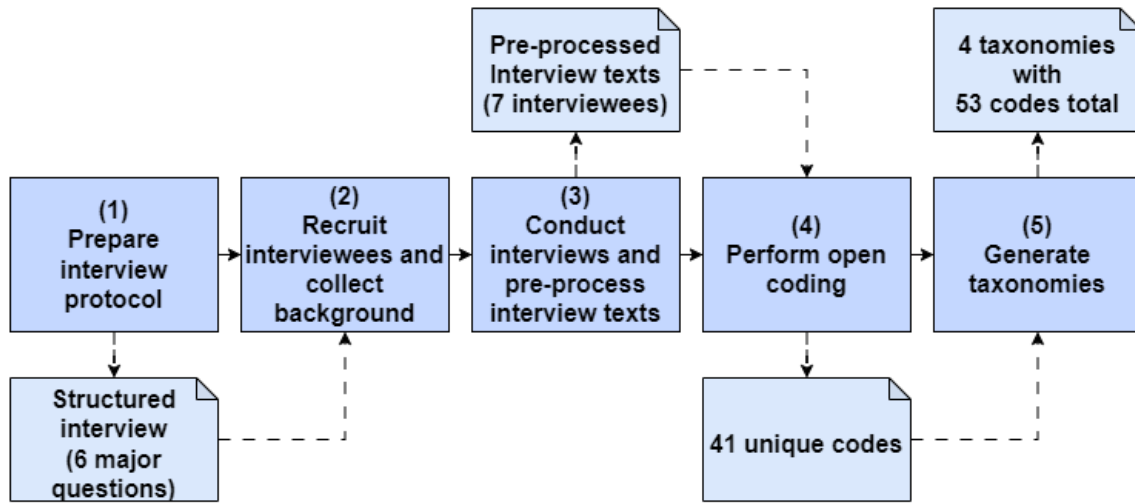 Pre-processed
Interview texts
(7 interviewees)
4 taxonomies
with
53 codes total
(1)
Prepare
interview
protocol
(2)
Recruit
interviewees and
collect
background
(3)
Conduct
interviews and
pre-process
interview texts
(4)
Perform open
coding
(5)
Generate
taxonomies
Structured
interview
(6 major
questions)
41 unique codes